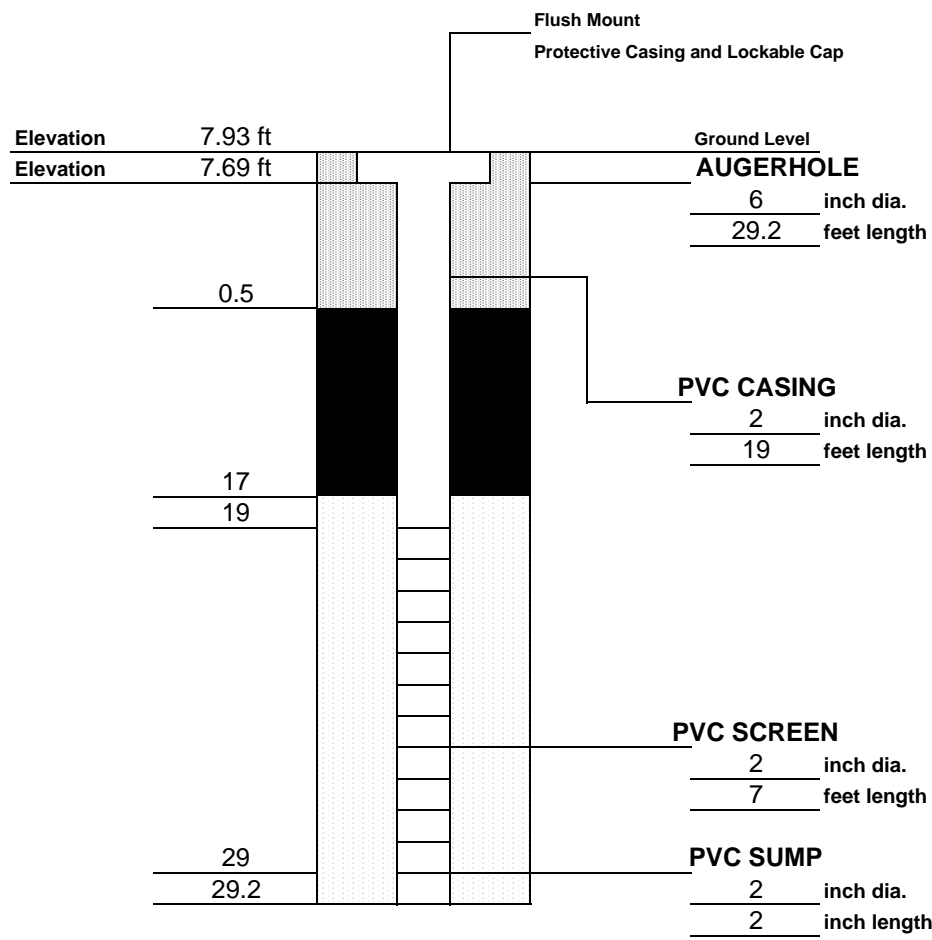 Flush Mount
Protective Casing and Lockable Cap
Elevation 7.93 ft Ground Level
Elevation 7.69 ft AUGERHOLE
6 inch dia.
29.2 feet length
0.5
PVC CASING
2 inch dia.
19 feet length
17
19
PVC SCREEN
2 inch dia.
7 feet length
29 PVC SUMP
29.2 2 inch dia.
2 inch length